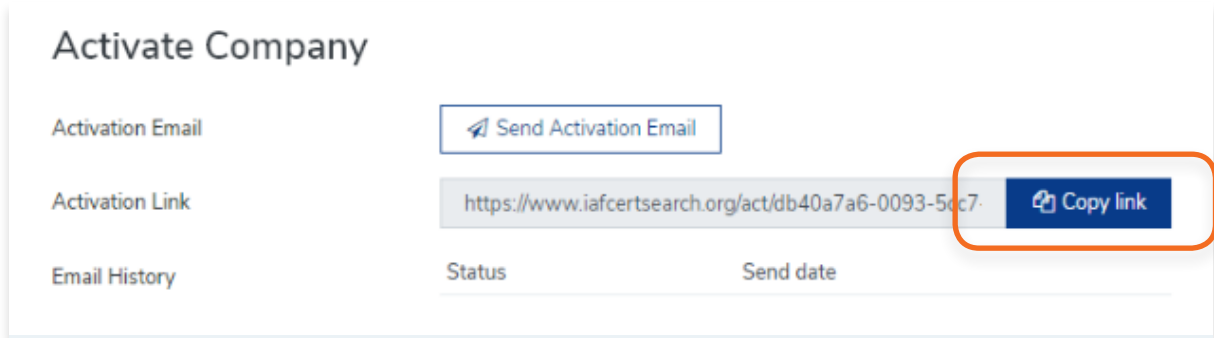 Activate Company
Activation Email
Send Activation Email
Activation Link
https://www.iafcertsearch.org/act/db40a7a6-0093-5cc7-
Copy link
Email History
Status
Send date